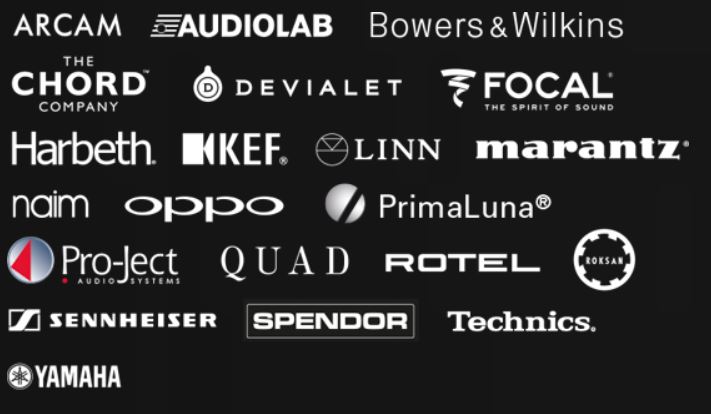 ARCAM AUDIOLAB Bowers & Wilkins
THE
CHORD™
COMPANY
DEVIALET
FOCAL®
THE SPIRIT OF SOUND
Harbeth® KEF® LINN marantz®
naim oppo PrimaLuna®
Pro-Ject
AUDIO SYSTEMS
QUAD ROTEL ROKSAN
SENNHEISER SPENDOR Technics®
YAMAHA